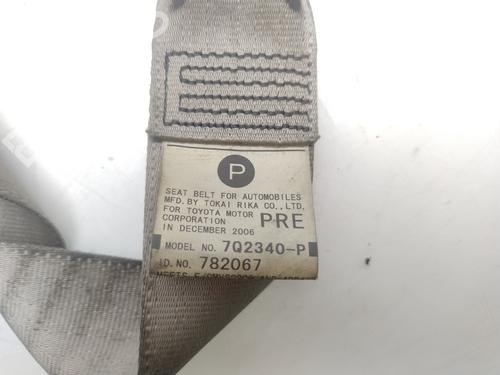 P
SEAT BELT FOR AUTOMOBILES
MFD. BY TOKAI RIKA CO., LTD.
FOR TOYOTA MOTOR
CORPORATION PRE
IN DECEMBER 2006
MODEL NO. 7Q2340-P
ID.NO. 782067